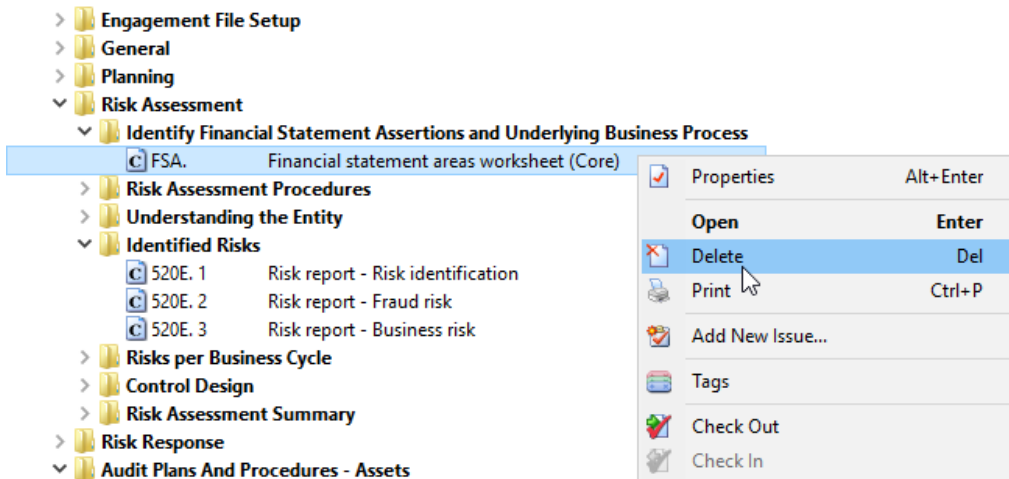 Engagement File Setup
General
Planning
Risk Assessment
Identify Financial Statement Assertions and Underlying Business Process
C FSA. Financial statement areas worksheet (Core)
Risk Assessment Procedures
Understanding the Entity
Identified Risks
C 520E. 1 Risk report - Risk identification
C 520E. 2 Risk report - Fraud risk
C 520E. 3 Risk report - Business risk
Risks per Business Cycle
Control Design
Risk Assessment Summary
Risk Response
Audit Plans And Procedures - Assets
Properties Alt+Enter
Open Enter
Delete Del
Print Ctrl+P
Add New Issue...
Tags
Check Out
Check In